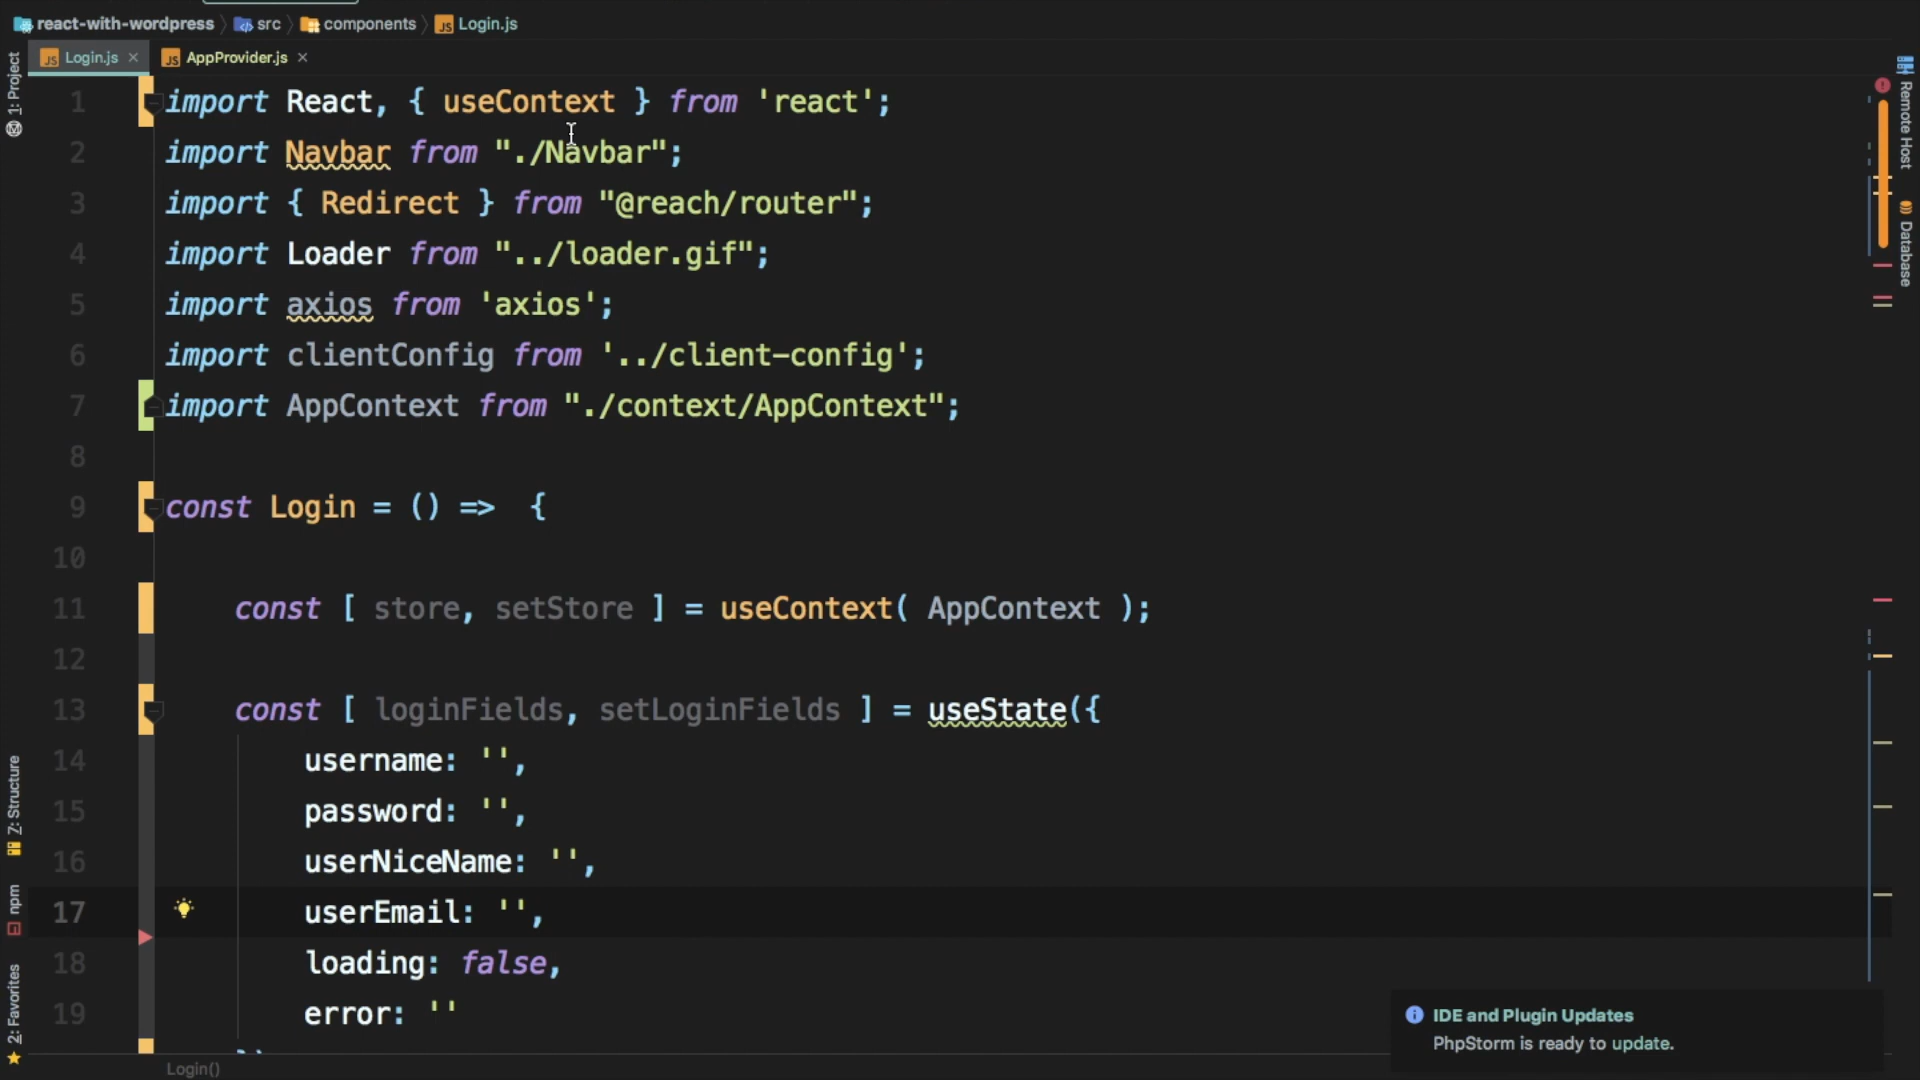 react-with-wordpress src components JS Login.js
JS Login.js × JS AppProvider.js ×
1: Project
Z: Structure
npm
2: Favorites
1 import React, { useContext } from 'react';
2 import Navbar from "./Navbar";
3 import { Redirect } from "@reach/router";
4 import Loader from "../loader.gif";
5 import axios from 'axios';
6 import clientConfig from '../client-config';
7 import AppContext from "./context/AppContext";
8
9 const Login = () => {
10
11 const [ store, setStore ] = useContext( AppContext );
12
13 const [ loginFields, setLoginFields ] = useState({
14 username: '',
15 password: '',
16 userNiceName: '',
17 userEmail: '',
18 loading: false,
19 error: ''
Login()
Remote Host
Database
IDE and Plugin Updates
PhpStorm is ready to update.